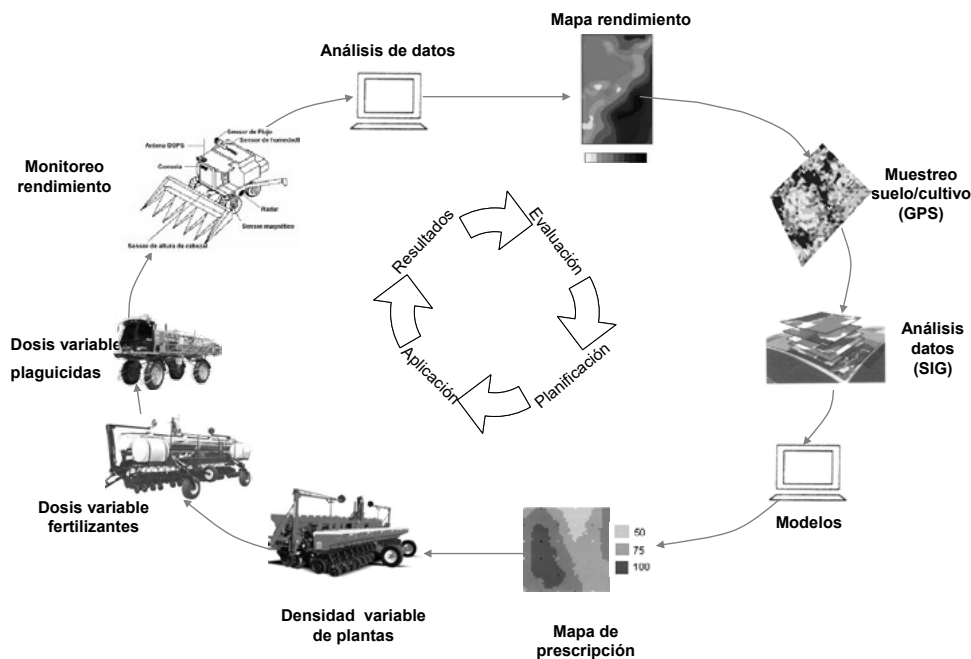 Mapa rendimiento
Análisis de datos
Sensor de Flujo
Sensor de humedad
Antena DGPS
Consola
Radar
Sensor magnético
Sensor de altura de cabezal
Monitoreo
rendimiento
Muestreo
suelo/cultivo
(GPS)
Resultados
Evaluación
Planificación
Aplicación
Análisis
datos
(SIG)
Dosis variable
plaguicidas
Dosis variable
fertilizantes
Modelos
50
75
100
Densidad variable
de plantas
Mapa de
prescripción